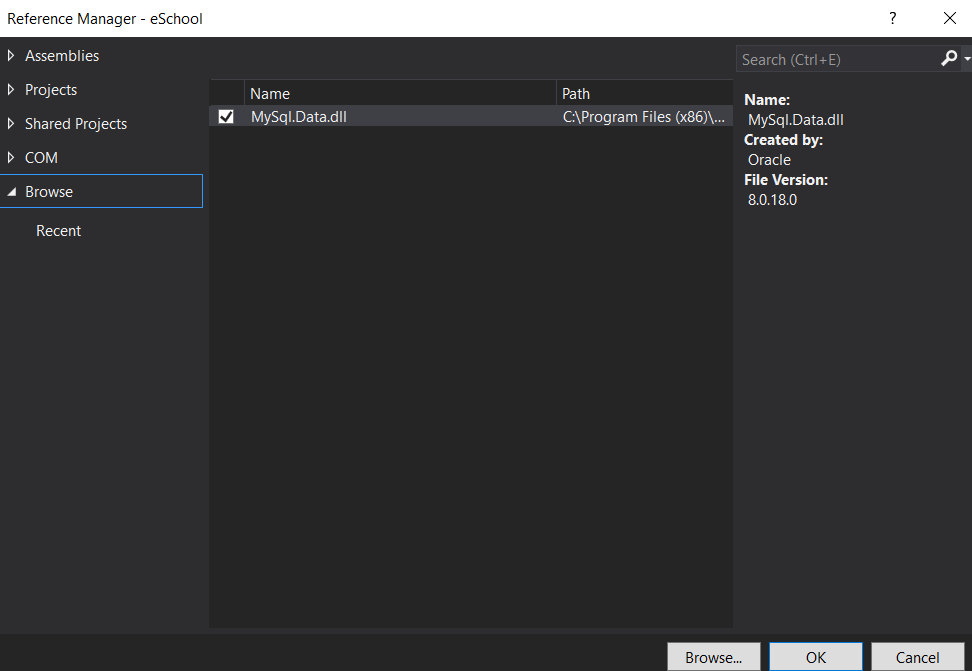 Reference Manager - eSchool
?
Assemblies
Projects
Shared Projects
COM
Browse
Recent
Name Path
MySql.Data.dll C:\Program Files (x86)\...
Search (Ctrl+E)
Name:
MySql.Data.dll
Created by:
Oracle
File Version:
8.0.18.0
Browse... OK Cancel